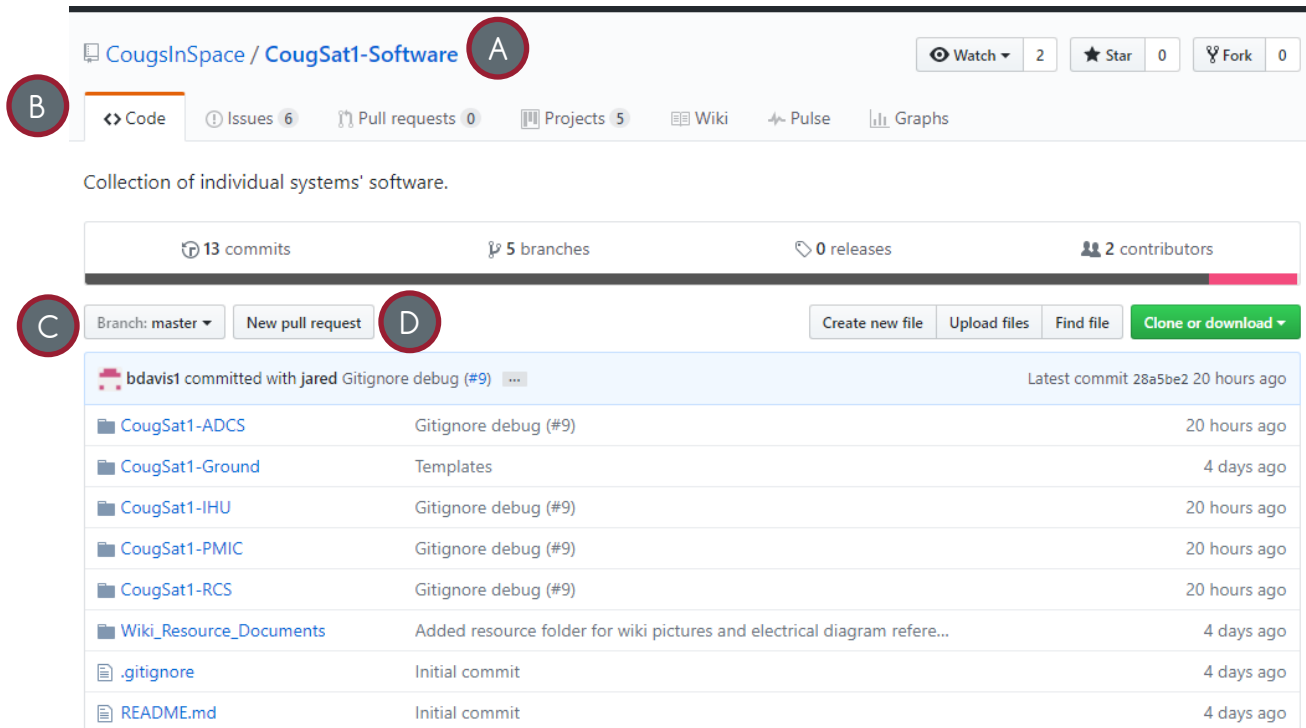 CougsInSpace / CougSat1-Software A Watch 2 Star 0 Fork 0
B Code Issues 6 Pull requests 0 Projects 5 Wiki Pulse Graphs
Collection of individual systems' software.
13 commits 5 branches 0 releases 2 contributors
C Branch: master New pull request D Create new file Upload files Find file Clone or download
bdavis1 committed with jared Gitignore debug (#9) ... Latest commit 28a5be2 20 hours ago
CougSat1-ADCS Gitignore debug (#9) 20 hours ago
CougSat1-Ground Templates 4 days ago
CougSat1-IHU Gitignore debug (#9) 20 hours ago
CougSat1-PMIC Gitignore debug (#9) 20 hours ago
CougSat1-RCS Gitignore debug (#9) 20 hours ago
Wiki_Resource_Documents Added resource folder for wiki pictures and electrical diagram refere... 4 days ago
.gitignore Initial commit 4 days ago
README.md Initial commit 4 days ago